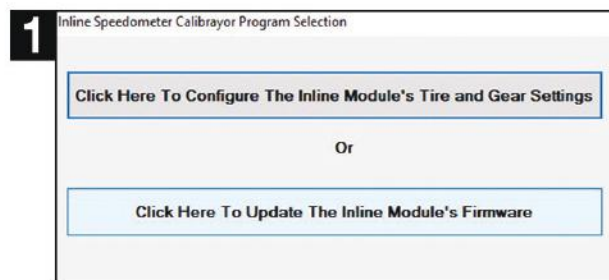 1
Inline Speedometer Calibrayor Program Selection
Click Here To Configure The Inline Module's Tire and Gear Settings
Or
Click Here To Update The Inline Module's Firmware